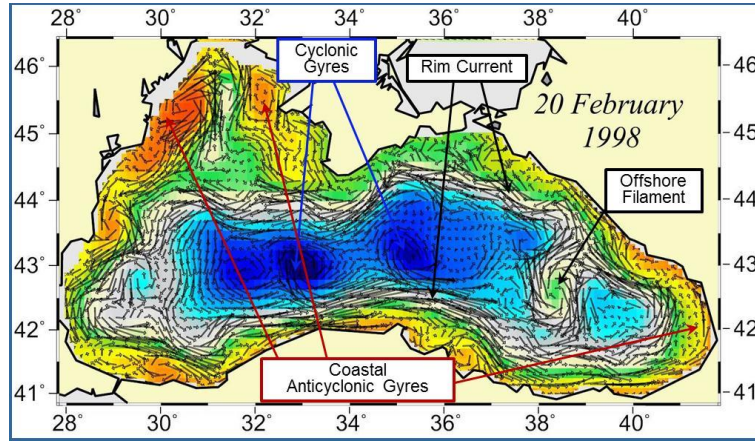 28° 30° 32° 34° 36° 38° 40°
46°
45°
44°
43°
42°
41°
Cyclonic
Gyres
Rim Current
20 February
1998
Offshore
Filament
Coastal
Anticyclonic Gyres
46°
45°
44°
43°
42°
41°
28° 30° 32° 34° 36° 38° 40°